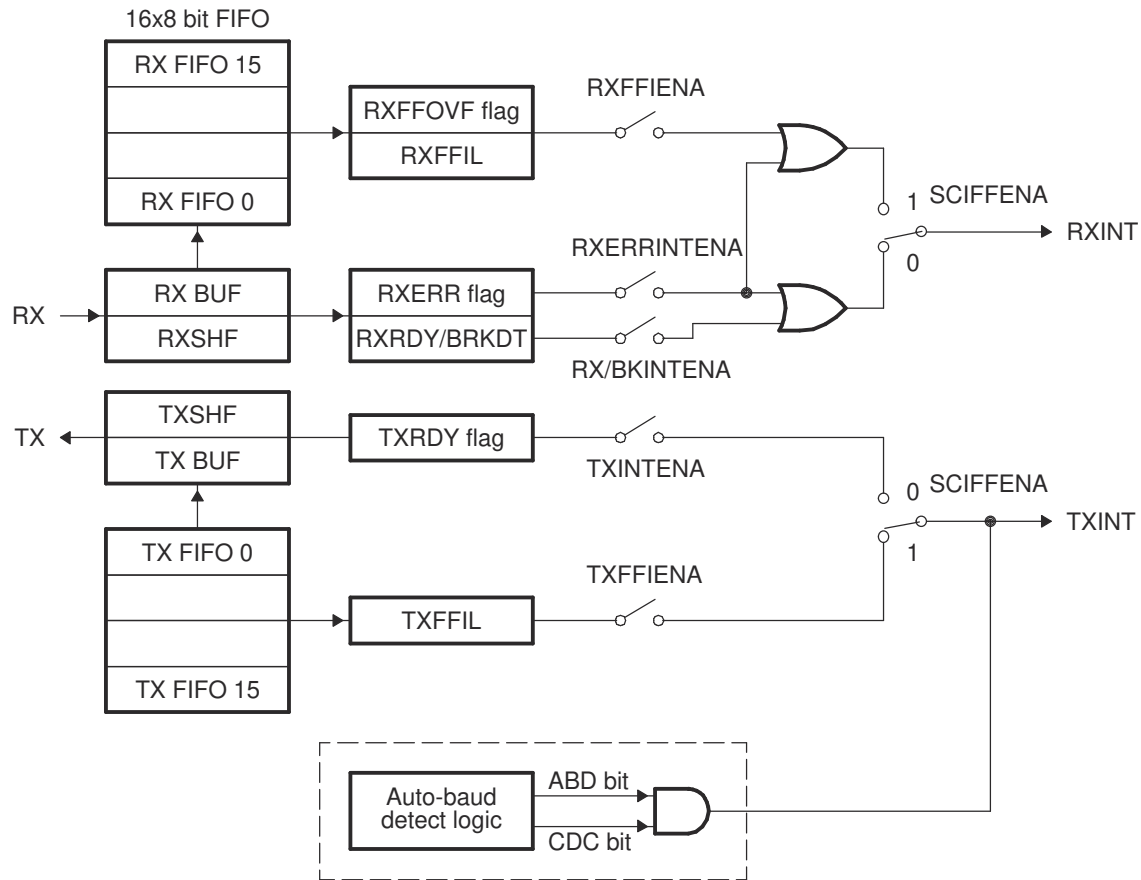 16x8 bit FIFO
RX FIFO 15
RX FIFO 0
RXFFOVF flag
RXFFIL
RXFFIENA
1
SCIFFENA
0
RXINT
RX
RX BUF
RXSHF
RXERR flag
RXRDY/BRKDT
RXERRINTENA
RX/BKINTENA
TX
TXSHF
TX BUF
TXRDY flag
TXINTENA
0
SCIFFENA
1
TXINT
TX FIFO 0
TX FIFO 15
TXFFIL
TXFFIENA
Auto-baud
detect logic
ABD bit
CDC bit